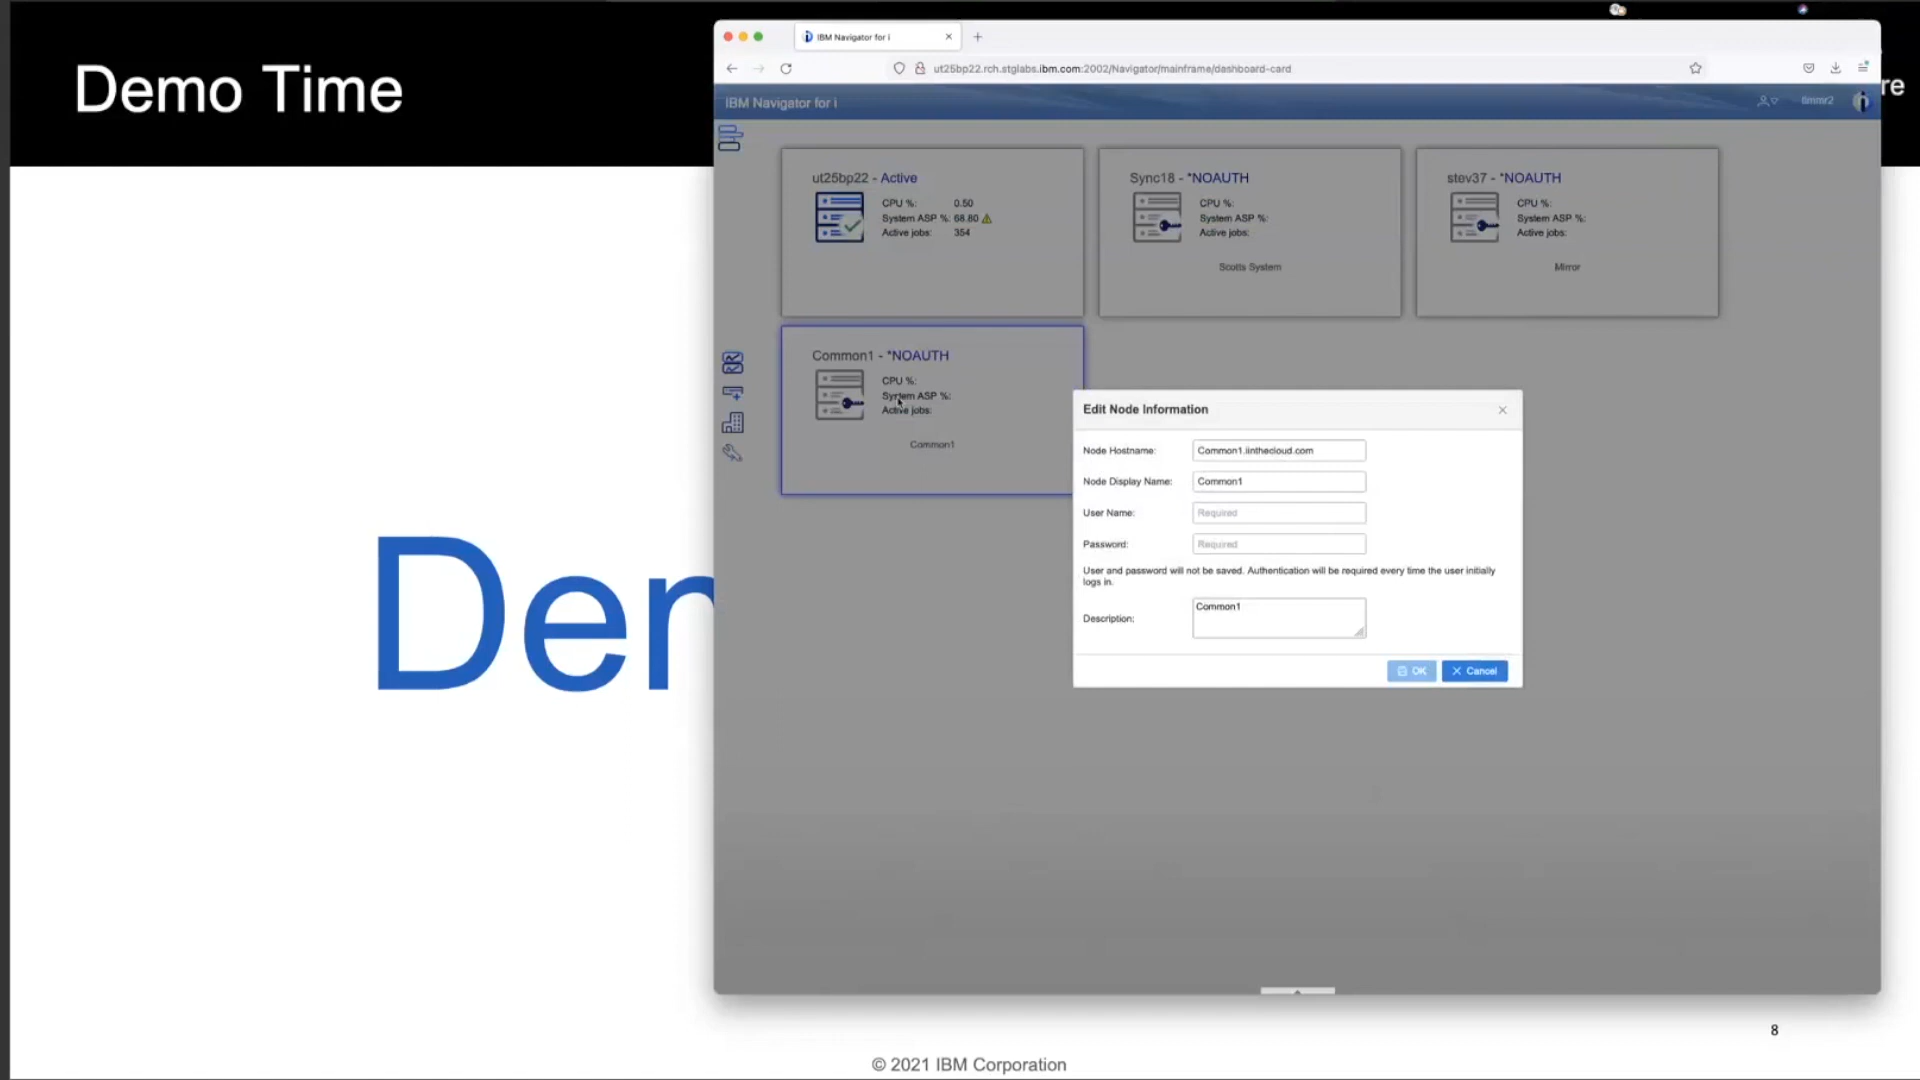 Demo Time
re
IBM Navigator for i
ut25bp22.rch.stglabs.ibm.com:2002/Navigator/mainframe/dashboard-card
IBM Navigator for i
ut25bp22 - Active
CPU %: 0.50
System ASP %: 68.80
Active jobs: 354
Sync18 - *NOAUTH
CPU %:
System ASP %:
Active jobs:
Scotts System
stev37 - *NOAUTH
CPU %:
System ASP %:
Active jobs:
Mirror
Common1 - *NOAUTH
CPU %:
System ASP %:
Active jobs:
Common1
Edit Node Information
Node Hostname: Common1.iinthecloud.com
Node Display Name: Common1
User Name: Required
Password: Required
User and password will not be saved. Authentication will be required every time the user initially
logs in.
Description: Common1
OK Cancel
8
© 2021 IBM Corporation